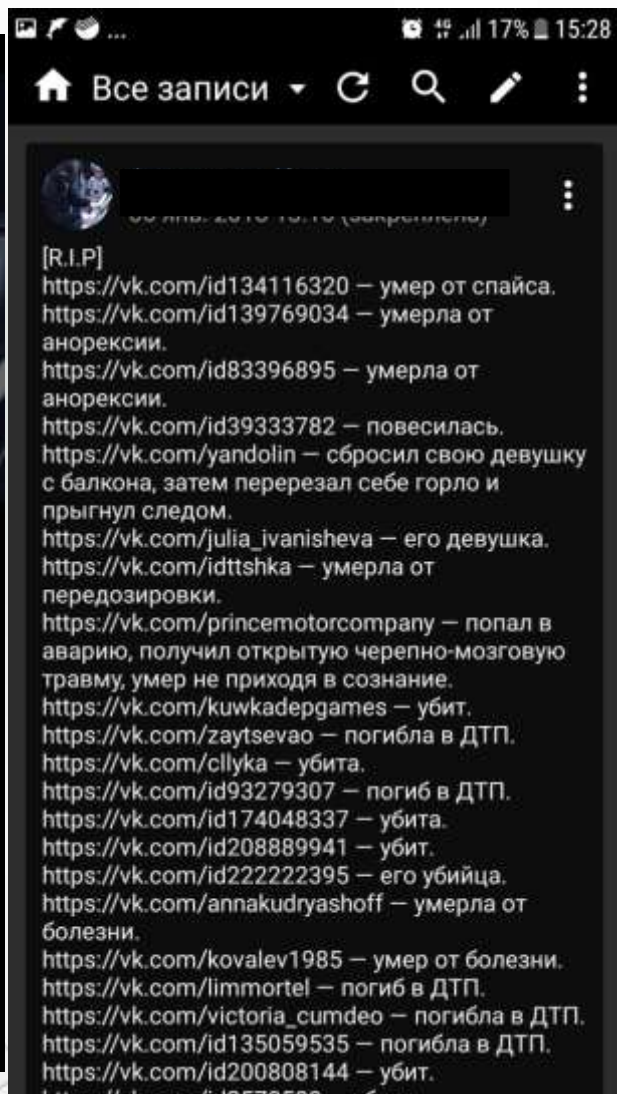 17% 15:28
Все записи
[R.I.P]
https://vk.com/id134116320 — умер от спайса.
https://vk.com/id139769034 — умерла от
анорексии.
https://vk.com/id83396895 — умерла от
анорексии.
https://vk.com/id39333782 — повесилась.
https://vk.com/yandolin — сбросил свою девушку
с балкона, затем перерезал себе горло и
прыгнул следом.
https://vk.com/julia_ivanisheva — его девушка.
https://vk.com/idttshka — умерла от
передозировки.
https://vk.com/princemotorcompany — попал в
аварию, получил открытую черепно-мозговую
травму, умер не приходя в сознание.
https://vk.com/kuwkadepgames — убит.
https://vk.com/zaytsevao — погибла в ДТП.
https://vk.com/cllyka — убита.
https://vk.com/id93279307 — погиб в ДТП.
https://vk.com/id174048337 — убита.
https://vk.com/id208889941 — убит.
https://vk.com/id222222395 — его убийца.
https://vk.com/annakudryashoff — умерла от
болезни.
https://vk.com/kovalev1985 — умер от болезни.
https://vk.com/limmortel — погиб в ДТП.
https://vk.com/victoria_cumdeo — погибла в ДТП.
https://vk.com/id135059535 — погибла в ДТП.
https://vk.com/id200808144 — убит.